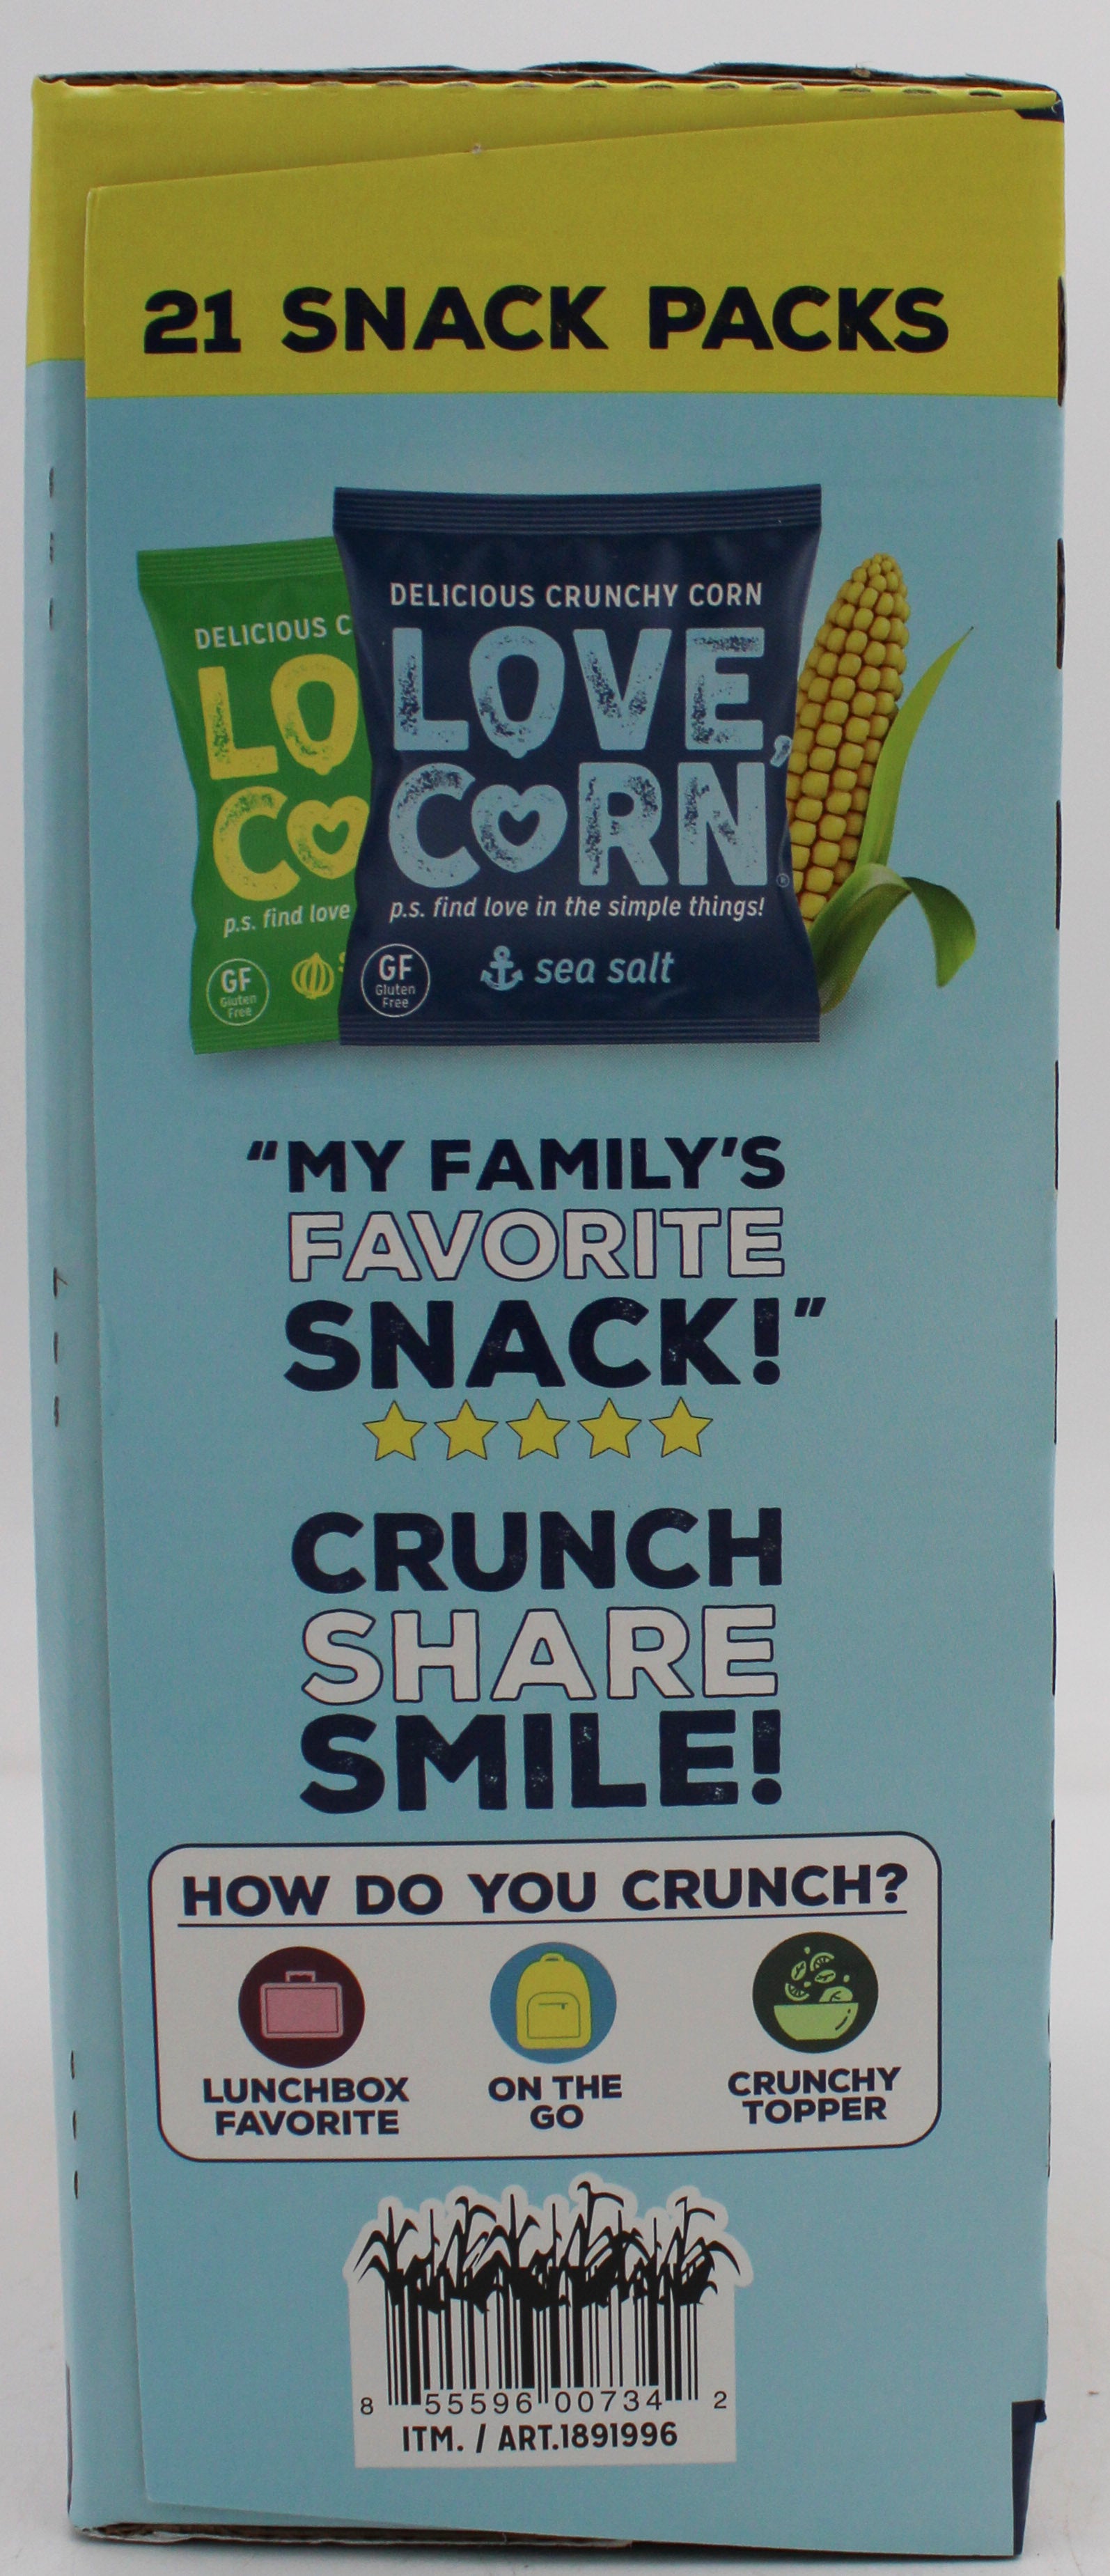 21 SNACK PACKS
DELICIOUS C
LO
CO
p.s. find love
GF
Gluten
Free
DELICIOUS CRUNCHY CORN
LOVE,
CORN®
p.s. find love in the simple things!
GF
Gluten
Free
sea salt
"MY FAMILY'S
FAVORITE
SNACK!"
CRUNCH
SHARE
SMILE!
HOW DO YOU CRUNCH?
LUNCHBOX
FAVORITE
ON THE
GO
CRUNCHY
TOPPER
8 55596 00734 2
ITM. / ART.1891996